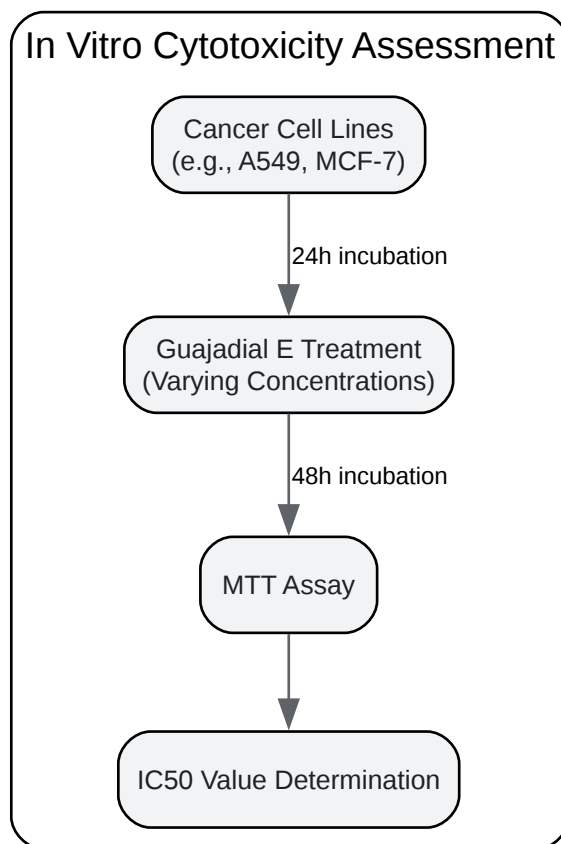 In Vitro Cytotoxicity Assessment
Cancer Cell Lines
(e.g., A549, MCF-7)
24h incubation
Guajadial E Treatment
(Varying Concentrations)
48h incubation
MTT Assay
IC50 Value Determination